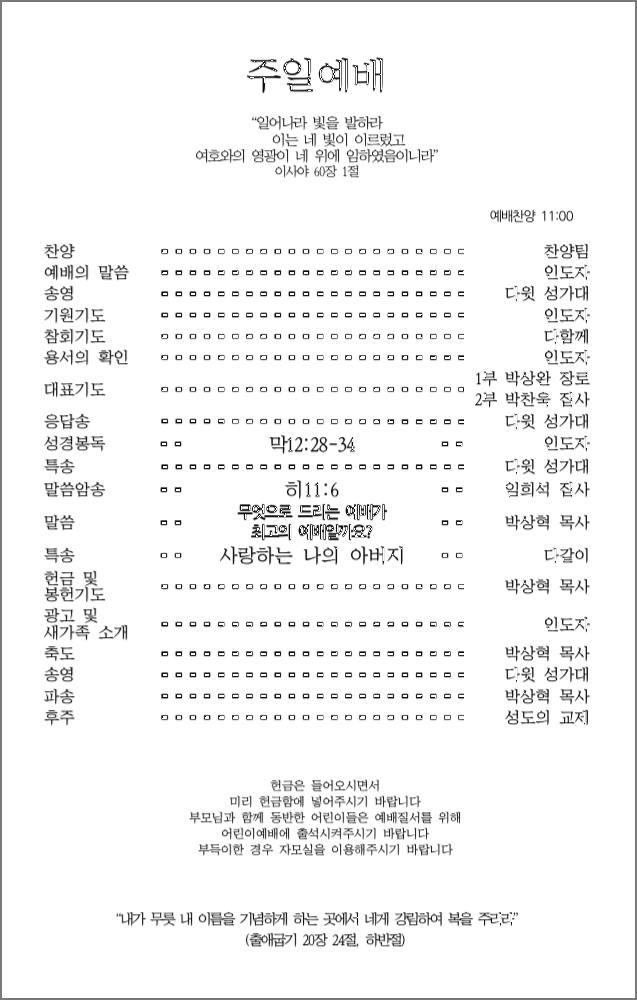 주일예배
“일어나라 빛을 발하라
이는 네 빛이 이르렀고
여호와의 영광이 네 위에 임하였음이니라”
이사야 60장 1절
예배찬양 11:00
찬양 찬양팀
예배의 말씀 인도자
송영 다윗 성가대
기원기도 인도자
참회기도 다함께
용서의 확인 인도자
대표기도 1부 박상완 장로
2부 박찬욱 집사
응답송 다윗 성가대
성경봉독 막12:28-34 인도자
특송 다윗 성가대
말씀암송 히11:6 임희석 집사
말씀 무엇으로 드리는 예배가
최고의 예배일까요? 박상혁 목사
특송 사랑하는 나의 아버지 다같이
헌금 및
봉헌기도 박상혁 목사
광고 및
새가족 소개 인도자
축도 박상혁 목사
송영 다윗 성가대
파송 박상혁 목사
후주 성도의 교제
헌금은 들어오시면서
미리 헌금함에 넣어주시기 바랍니다
부모님과 함께 동반한 어린이들은 예배질서를 위해
어린이예배에 출석시켜주시기 바랍니다
부득이한 경우 자모실을 이용해주시기 바랍니다
“내가 무릇 내 이름을 기념하게 하는 곳에서 네게 강림하여 복을 주리라”
(출애굽기 20장 24절, 하반절)